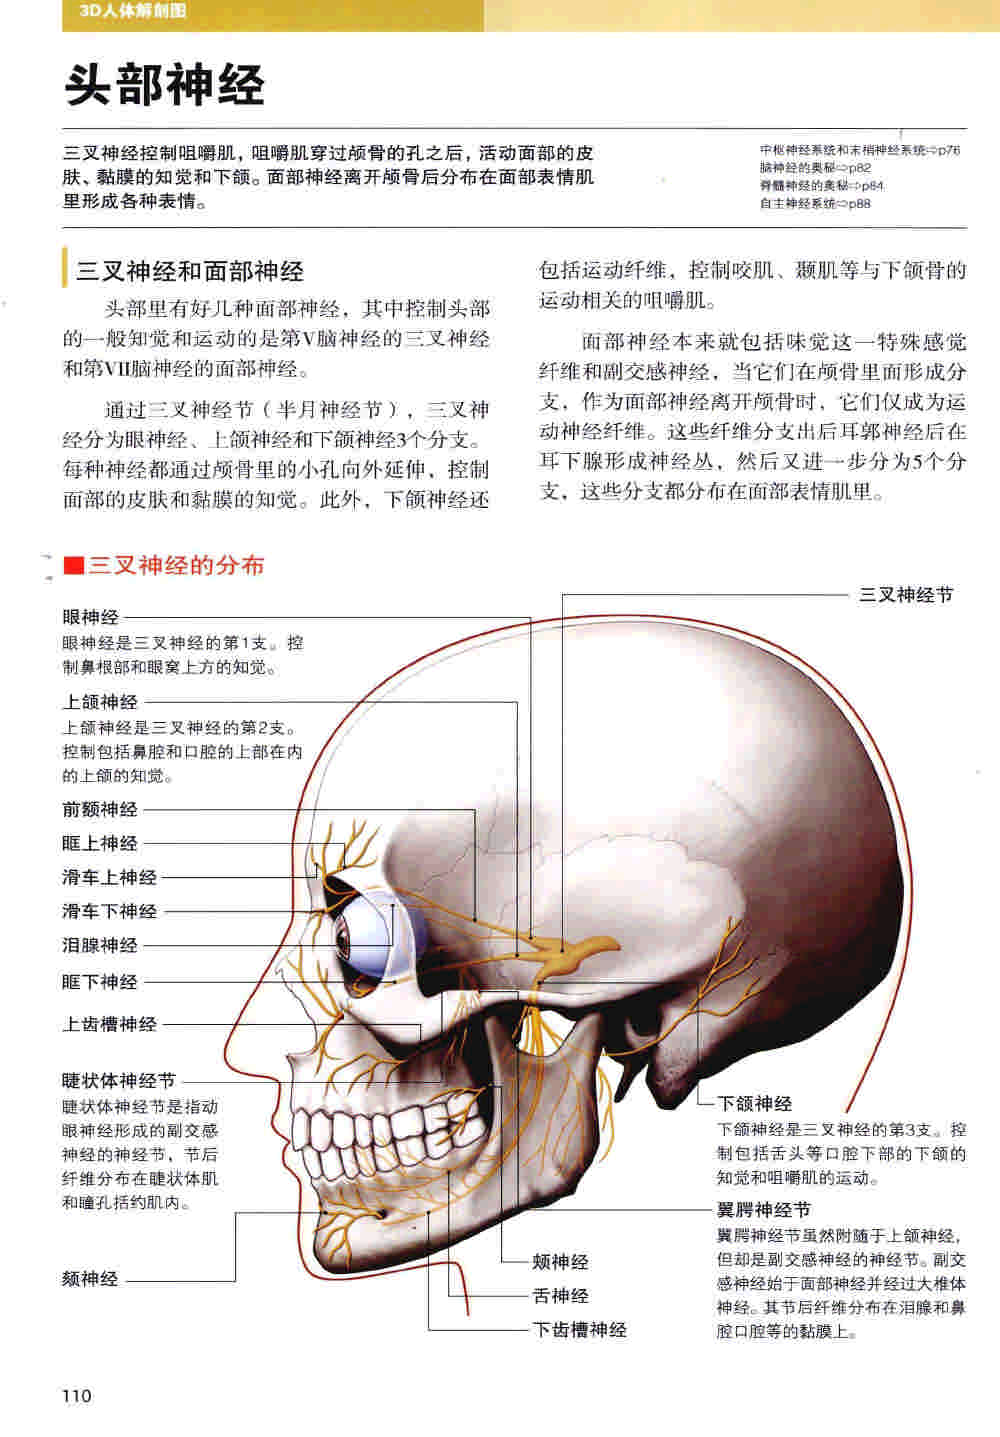 3D人体解剖图
头部神经
三叉神经控制咀嚼肌，咀嚼肌穿过颅骨的孔之后，活动面部的皮
肤、黏膜的知觉和下颌。面部神经离开颅骨后分布在面部表情肌
里形成各种表情。
中枢神经系统和末梢神经系统⇨p76
脑神经的奥秘⇨p82
脊髓神经的奥秘⇨p84
自主神经系统⇨p88
三叉神经和面部神经
头部里有好几种面部神经，其中控制头部
的一般知觉和运动的是第V脑神经的三叉神经
和第VII脑神经的面部神经。
通过三叉神经节（半月神经节），三叉神
经分为眼神经、上颌神经和下颌神经3个分支。
每种神经都通过颅骨里的小孔向外延伸，控制
面部的皮肤和黏膜的知觉。此外，下颌神经还
包括运动纤维，控制咬肌、颞肌等与下颌骨的
运动相关的咀嚼肌。
面部神经本来就包括味觉这一特殊感觉
纤维和副交感神经，当它们在颅骨里面形成分
支，作为面部神经离开颅骨时，它们仅成为运
动神经纤维。这些纤维分支出后耳郭神经后在
耳下腺形成神经丛，然后又进一步分为5个分
支，这些分支都分布在面部表情肌里。
■三叉神经的分布
三叉神经节
眼神经
眼神经是三叉神经的第1支。控
制鼻根部和眼窝上方的知觉。
上颌神经
上颌神经是三叉神经的第2支。
控制包括鼻腔和口腔的上部在内
的上颌的知觉。
前额神经
眶上神经
滑车上神经
滑车下神经
泪腺神经
眶下神经
上齿槽神经
睫状体神经节
睫状体神经节是指动
眼神经形成的副交感
神经的神经节，节后
纤维分布在睫状体肌
和瞳孔括约肌内。
颏神经
下颌神经
下颌神经是三叉神经的第3支。控
制包括舌头等口腔下部的下颌的
知觉和咀嚼肌的运动。
翼腭神经节
翼腭神经节虽然附随于上颌神经，
但却是副交感神经的神经节。副交
感神经始于面部神经并经过大椎体
神经。其节后纤维分布在泪腺和鼻
腔口腔等的黏膜上。
颊神经
舌神经
下齿槽神经
110